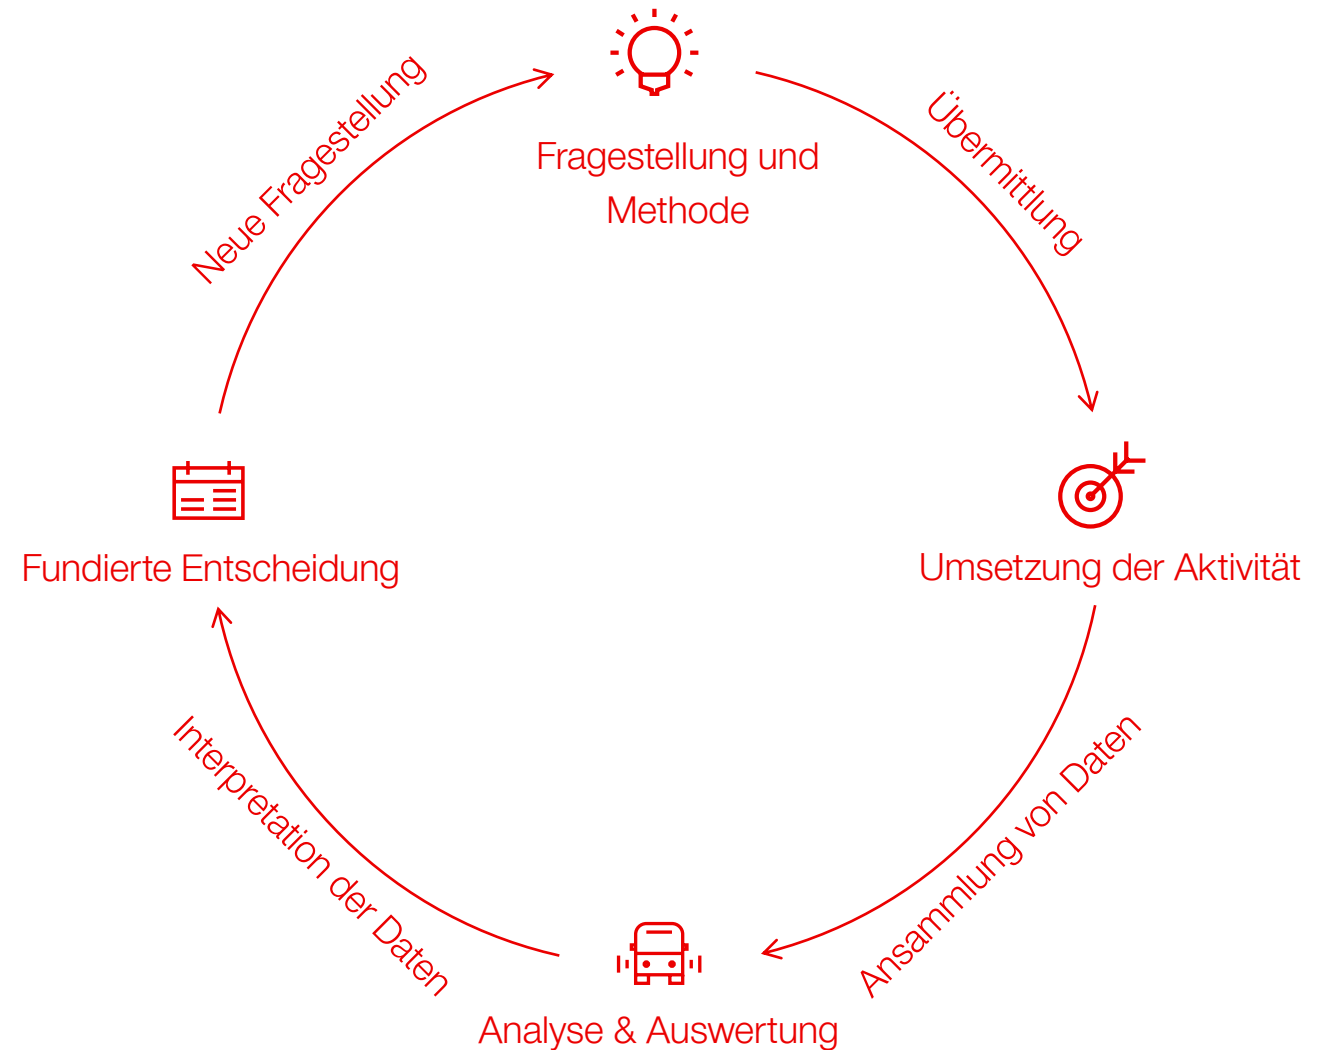 Fragestellung und
Methode
Übermittlung
Umsetzung der Aktivität
Ansammlung von Daten
Analyse & Auswertung
Interpretation der Daten
Fundierte Entscheidung
Neue Fragestellung